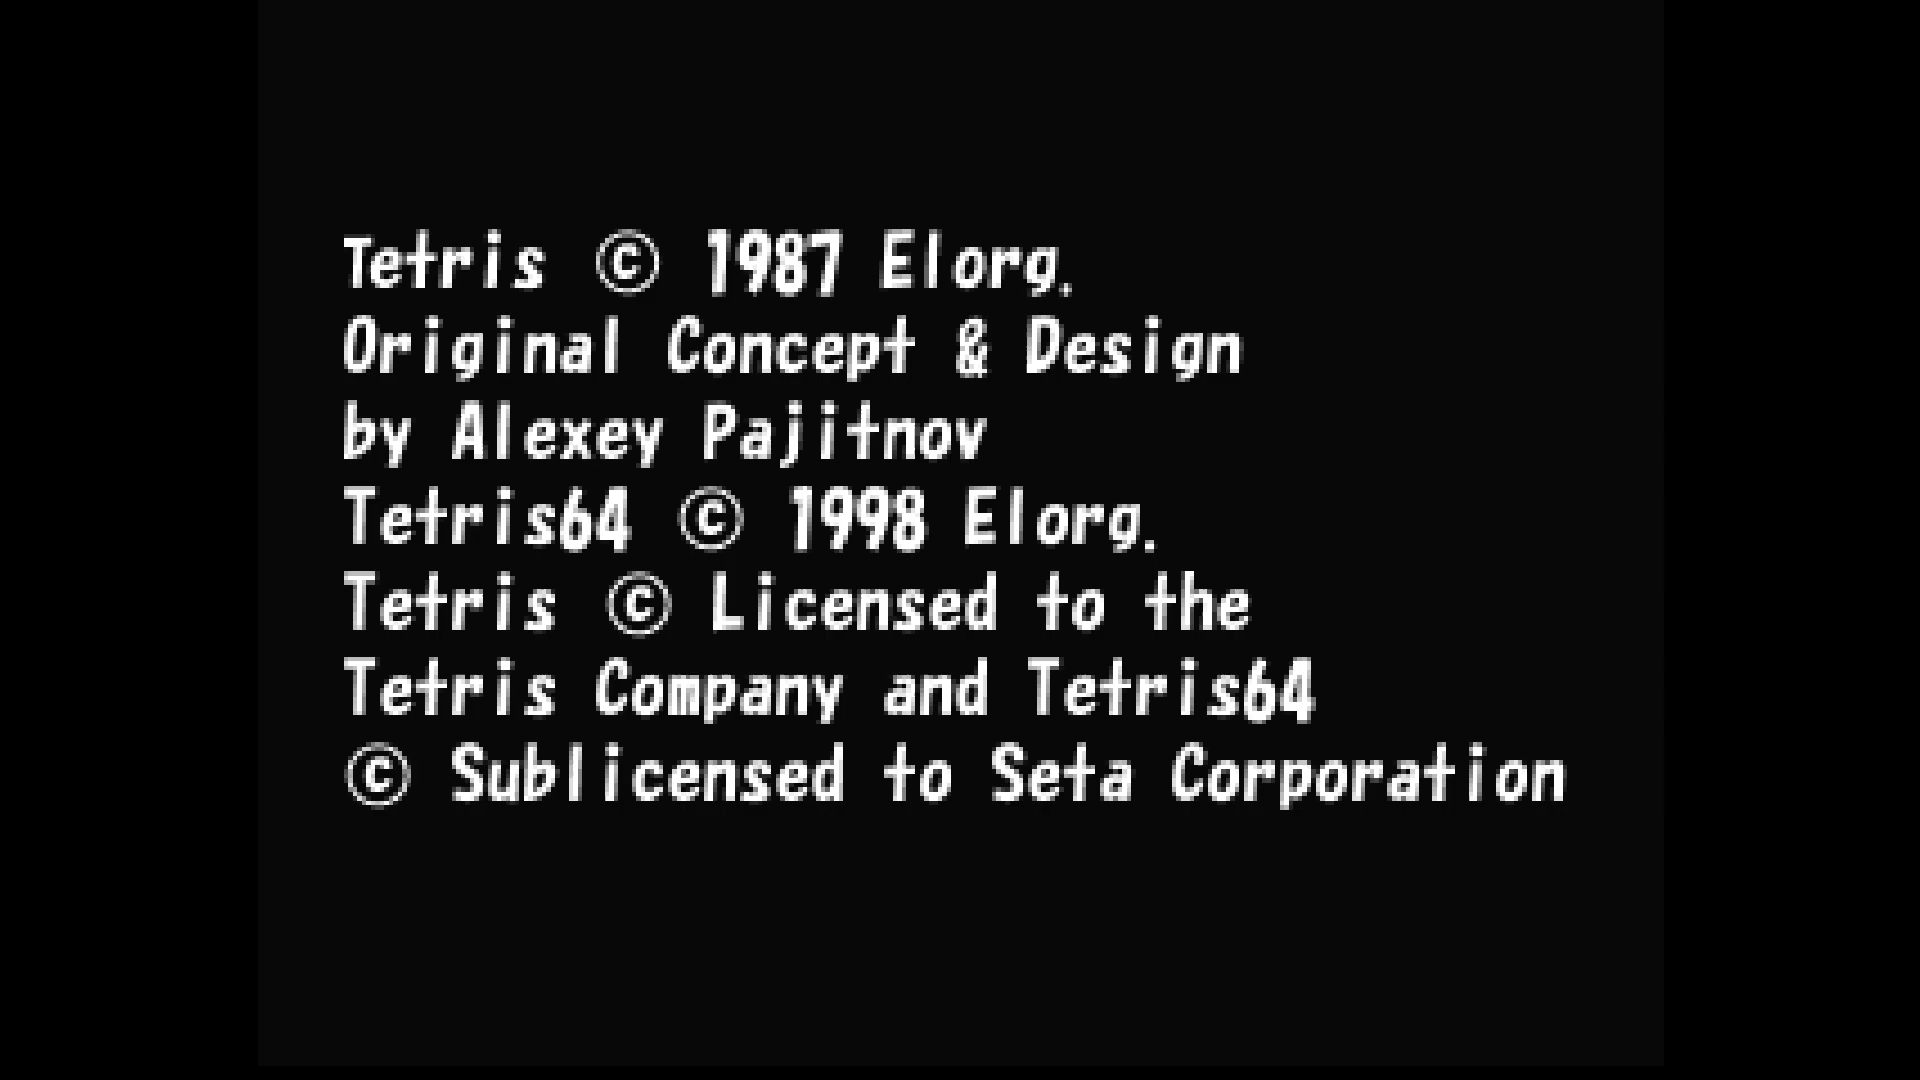 Tetris © 1987 Elorg.
Original Concept & Design
by Alexey Pajitnov
Tetris64 © 1998 Elorg.
Tetris © Licensed to the
Tetris Company and Tetris64
© Sublicensed to Seta Corporation